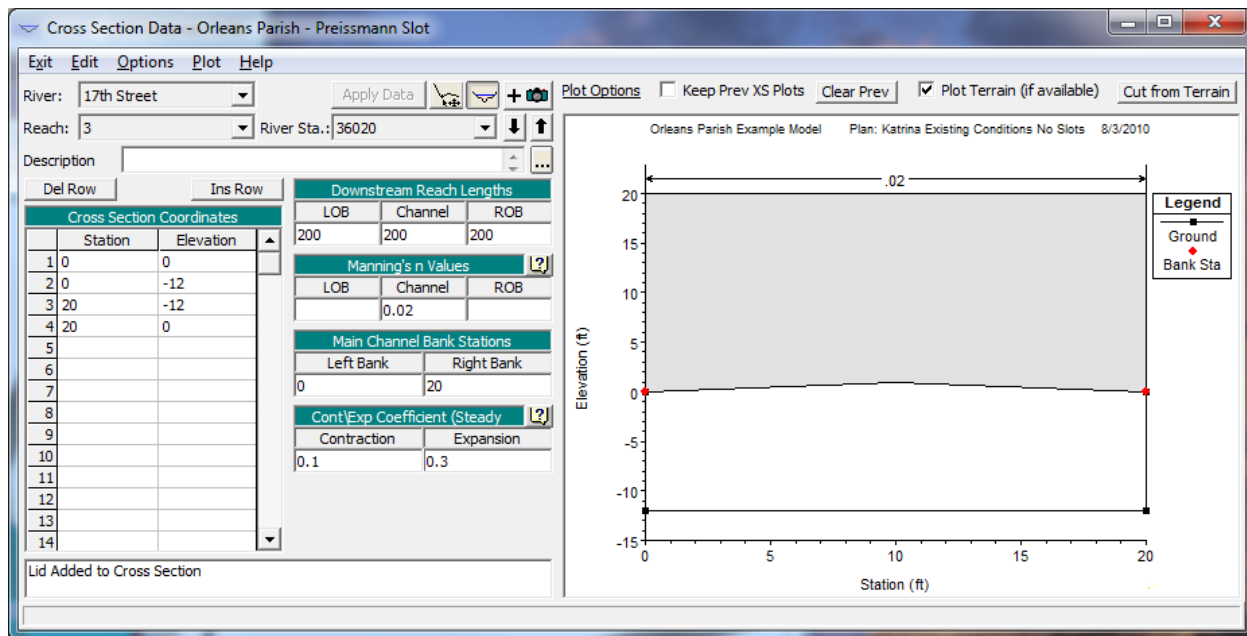 Cross Section Data - Orleans Parish - Preissmann Slot
Exit Edit Options Plot Help
River: 17th Street Apply Data
Reach: 3 River Sta.: 36020
Description ...
Del Row Ins Row
Cross Section Coordinates
Station Elevation
1 0 0
2 0 -12
3 20 -12
4 20 0
5
6
7
8
9
10
11
12
13
14
Downstream Reach Lengths
LOB Channel ROB
200 200 200
Manning's n Values
LOB Channel ROB
0.02
Main Channel Bank Stations
Left Bank Right Bank
0 20
Cont\Exp Coefficient (Steady
Contraction Expansion
0.1 0.3
Lid Added to Cross Section
Plot Options Keep Prev XS Plots Clear Prev Plot Terrain (if available) Cut from Terrain
Orleans Parish Example Model Plan: Katrina Existing Conditions No Slots 8/3/2010
.02
20
15
10
5
0
-5
-10
-15
Elevation (ft)
0 5 10 15 20
Station (ft)
Legend
Ground
Bank Sta